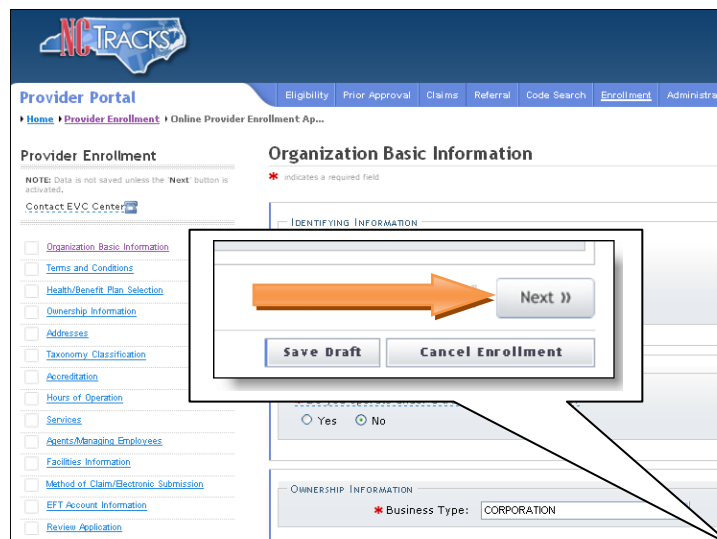 NCTRACKS
Provider Portal
Eligibility Prior Approval Claims Referral Code Search Enrollment Administra
Home Provider Enrollment Online Provider Enrollment Ap...
Provider Enrollment
NOTE: Data is not saved unless the 'Next' button is
activated.
Contact EVC Center
Organization Basic Information
Terms and Conditions
Health/Benefit Plan Selection
Ownership Information
Addresses
Taxonomy Classification
Accreditation
Hours of Operation
Services
Agents/Managing Employees
Facilities Information
Method of Claim/Electronic Submission
EFT Account Information
Review Application
Organization Basic Information
* indicates a required field
IDENTIFYING INFORMATION
Next »
Save Draft Cancel Enrollment
Yes No
OWNERSHIP INFORMATION
* Business Type: CORPORATION